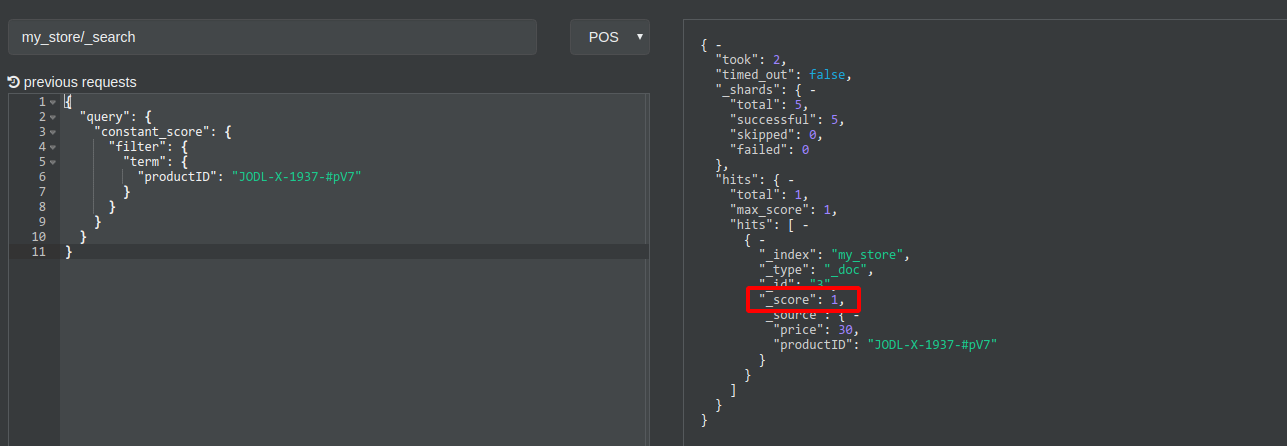 my_store/_search
POS
previous requests
1 {
2 "query": {
3 "constant_score": {
4 "filter": {
5 "term": {
6 "productID": "JODL-X-1937-#pV7"
7 }
8 }
9 }
10 }
11 }
{ -
"took": 2,
"timed_out": false,
"_shards": { -
"total": 5,
"successful": 5,
"skipped": 0,
"failed": 0
},
"hits": { -
"total": 1,
"max_score": 1,
"hits": [ -
{ -
"_index": "my_store",
"_type": "_doc",
"_id": "3",
"_score": 1,
"_source": { -
"price": 30,
"productID": "JODL-X-1937-#pV7"
}
}
]
}
}